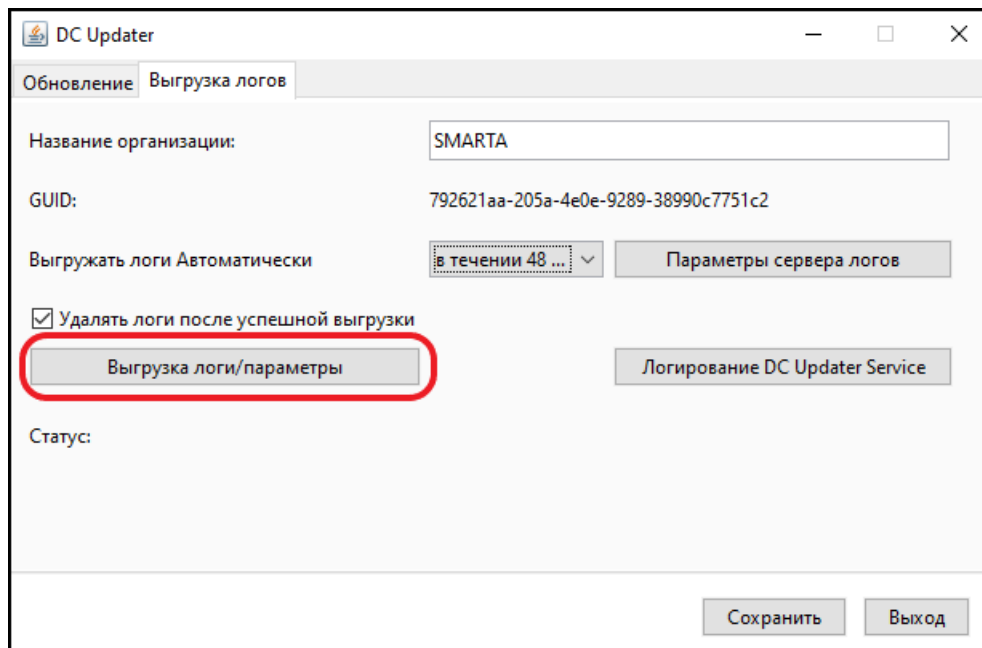 DC Updater
Обновление Выгрузка логов
Название организации: SMARTA
GUID: 792621aa-205a-4e0e-9289-38990c7751c2
Выгружать логи Автоматически в течении 48 ... Параметры сервера логов
Удалять логи после успешной выгрузки
Выгрузка логи/параметры Логирование DC Updater Service
Статус:
Сохранить Выход